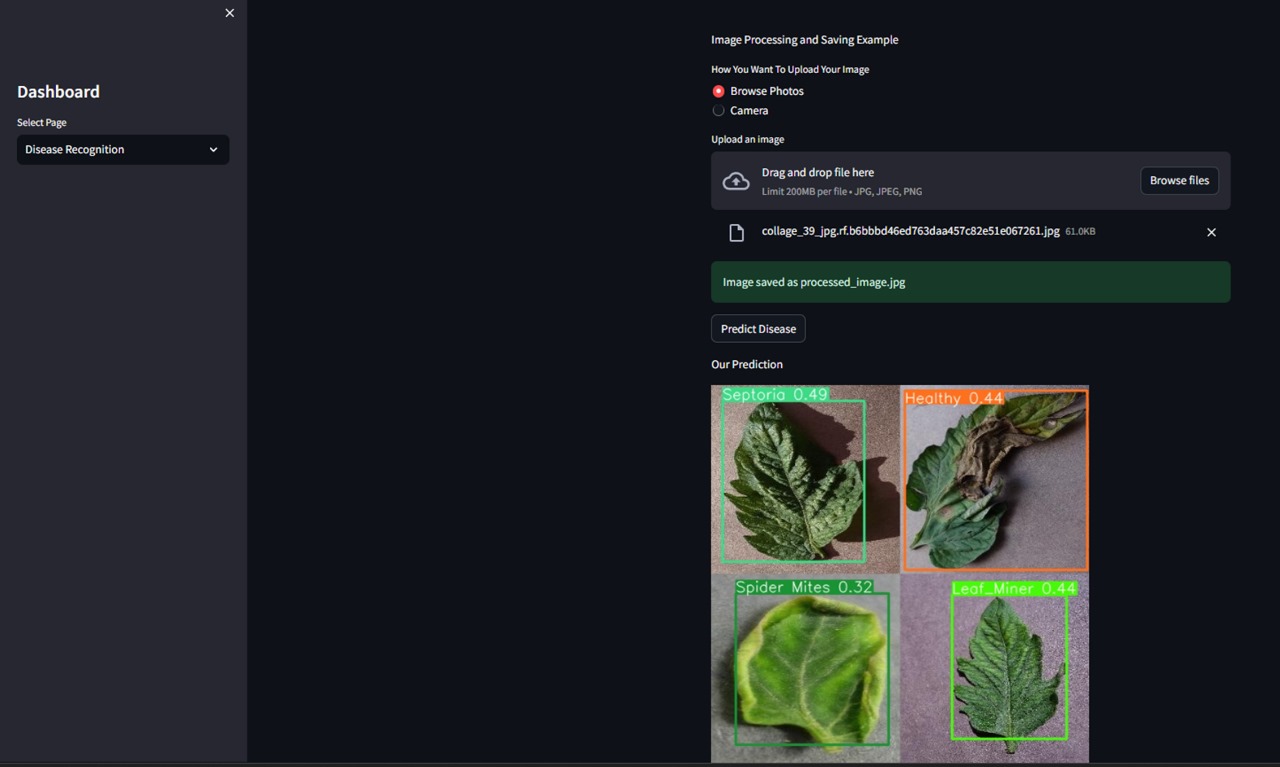 Dashboard
Select Page
Disease Recognition
Image Processing and Saving Example
How You Want To Upload Your Image
Browse Photos
Camera
Upload an image
Drag and drop file here
Limit 200MB per file • JPG, JPEG, PNG
Browse files
collage_39_jpg.rf.b6bbbd46ed763daa457c82e51e067261.jpg 61.0KB
Image saved as processed_image.jpg
Predict Disease
Our Prediction
Septoria 0.49
Healthy 0.44
Spider Mites 0.32
Leaf_Miner 0.44